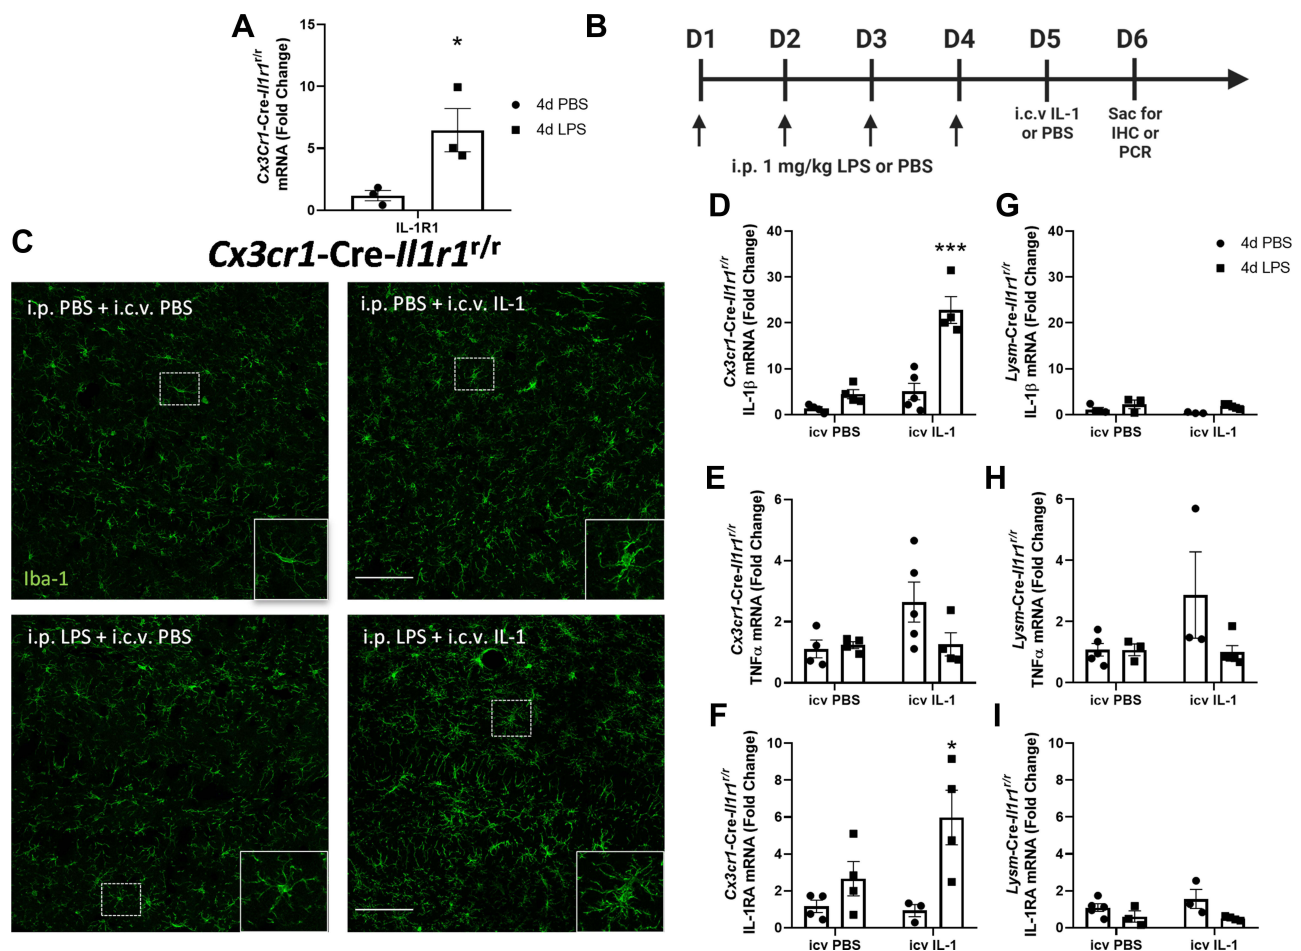 A
Cx3Cr1-Cre-Il1r1r/r
mRNA (Fold Change)
15
10
5
0
*
IL-1R1
4d PBS
4d LPS
B
D1 D2 D3 D4 D5 D6
i.p. 1 mg/kg LPS or PBS
i.c.v IL-1
or PBS
Sac for
IHC or
PCR
C
Cx3cr1-Cre-Il1r1r/r
i.p. PBS + i.c.v. PBS
Iba-1
i.p. PBS + i.c.v. IL-1
i.p. LPS + i.c.v. PBS
i.p. LPS + i.c.v. IL-1
D
Cx3cr1-Cre-Il1r1r/r
IL-1β mRNA (Fold Change)
40
30
20
10
0
***
icv PBS icv IL-1
G
Lysm-Cre-Il1r1r/r
IL-1β mRNA (Fold Change)
40
30
20
10
0
icv PBS icv IL-1
4d PBS
4d LPS
E
Cx3cr1-Cre-Il1r1r/r
TNFα mRNA (Fold Change)
6
4
2
0
icv PBS icv IL-1
H
Lysm-Cre-Il1r1r/r
TNFα mRNA (Fold Change)
6
4
2
0
icv PBS icv IL-1
F
Cx3cr1-Cre-Il1r1r/r
IL-1RA mRNA (Fold Change)
10
8
6
4
2
0
*
icv PBS icv IL-1
I
Lysm-Cre-Il1r1r/r
IL-1RA mRNA (Fold Change)
10
8
6
4
2
0
icv PBS icv IL-1